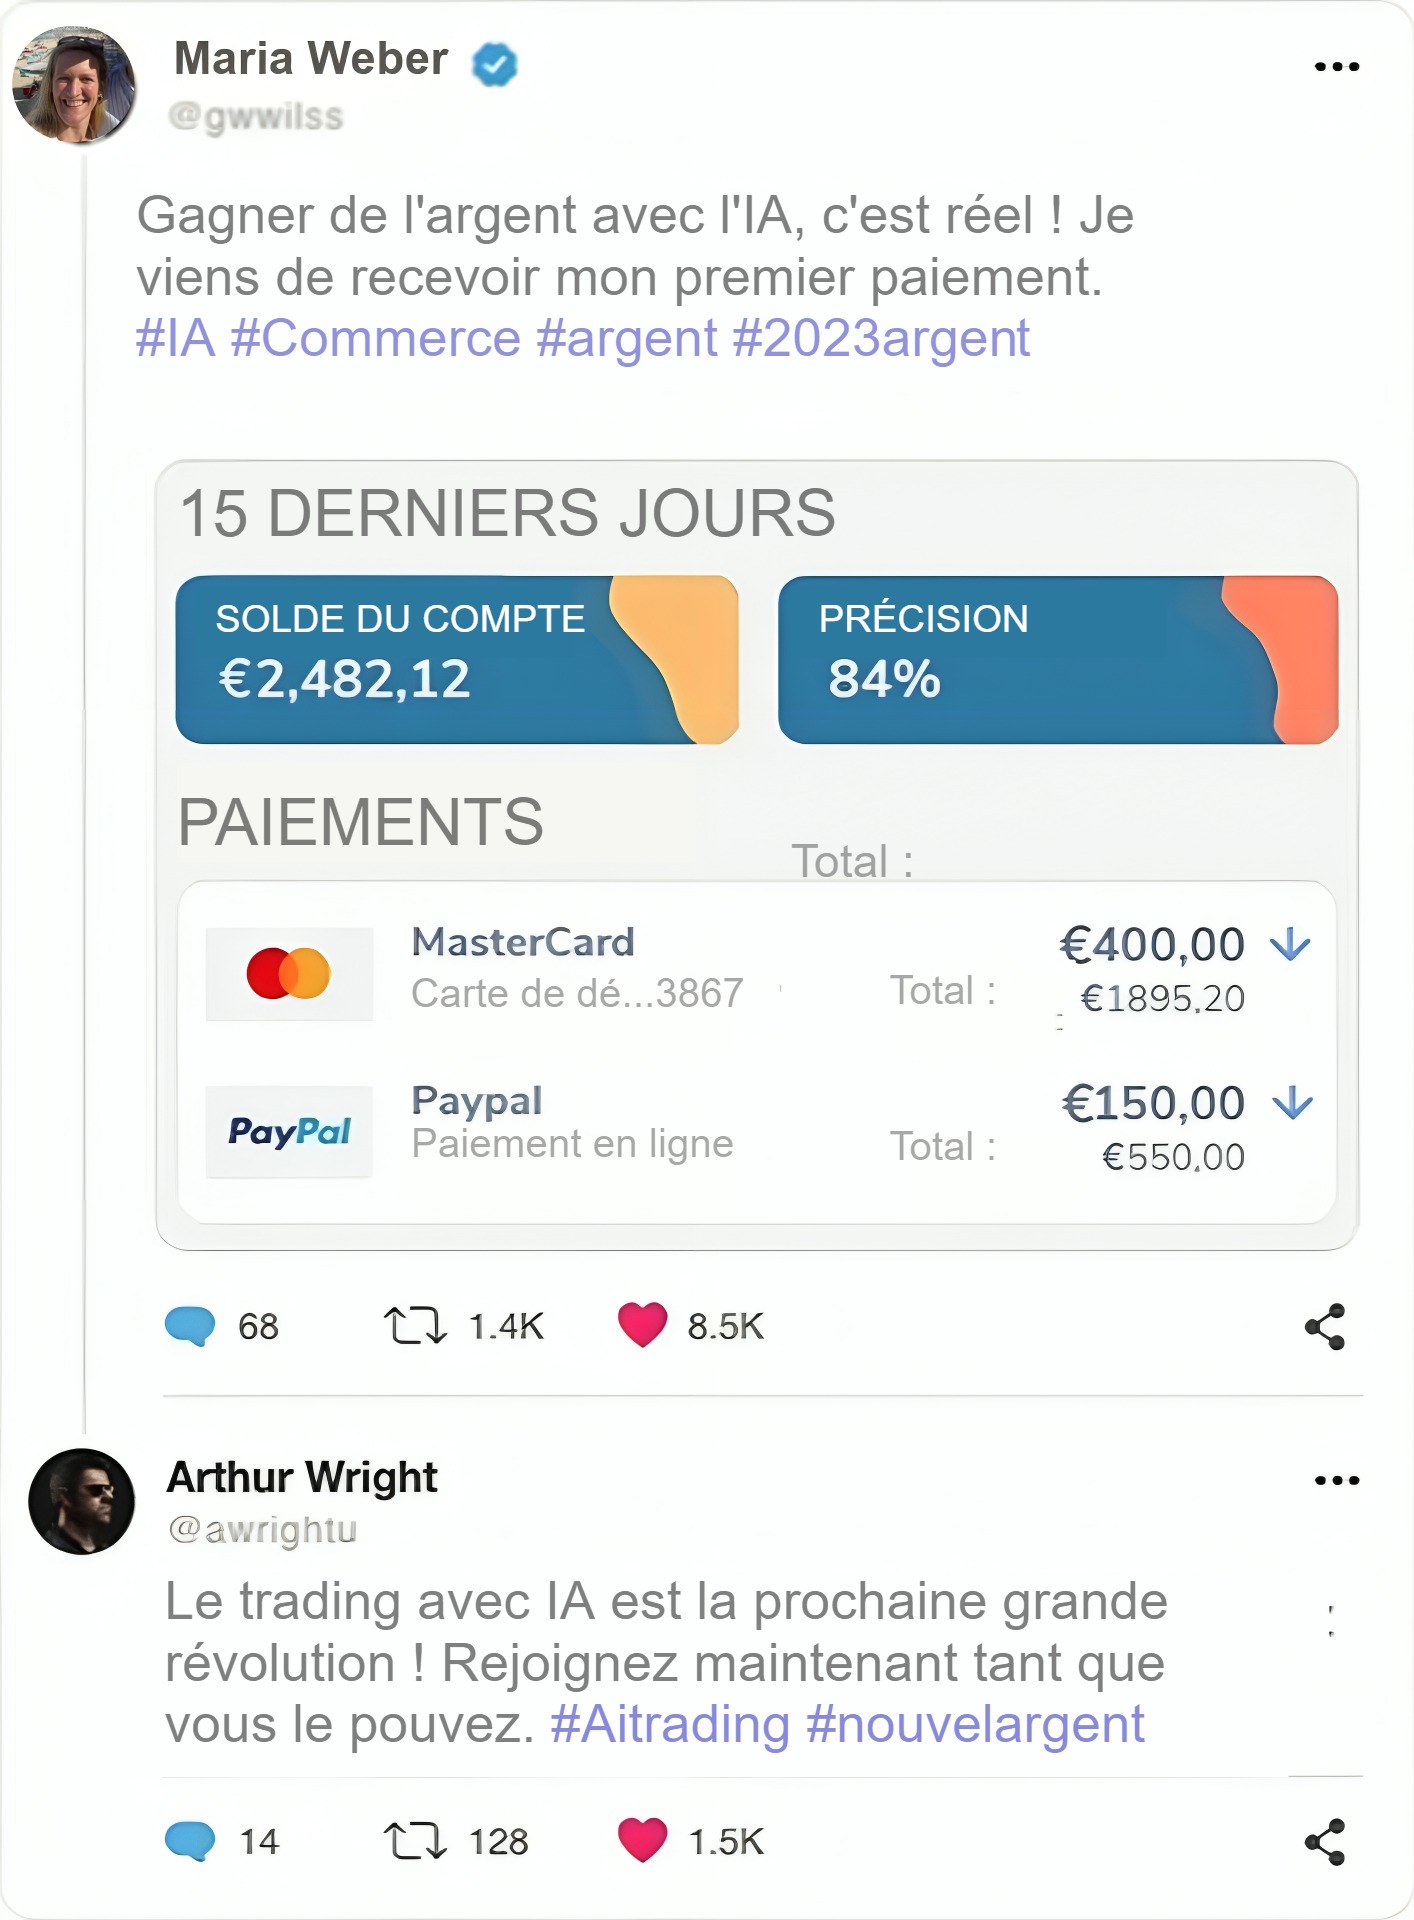 Maria Weber
@gwwilss
Gagner de l'argent avec l'IA, c'est réel ! Je
viens de recevoir mon premier paiement.
#IA #Commerce #argent #2023argent
15 DERNIERS JOURS
SOLDE DU COMPTE
€2,482,12
PRÉCISION
84%
PAIEMENTS
Total :
MasterCard
€400,00
Carte de dé...3867
Total :
€1895.20
PayPal
Paypal
€150,00
Paiement en ligne
Total :
€550.00
68
1.4K
8.5K
Arthur Wright
@awrightu
Le trading avec IA est la prochaine grande
révolution ! Rejoignez maintenant tant que
vous le pouvez. #Aitrading #nouvelargent
14
128
1.5K